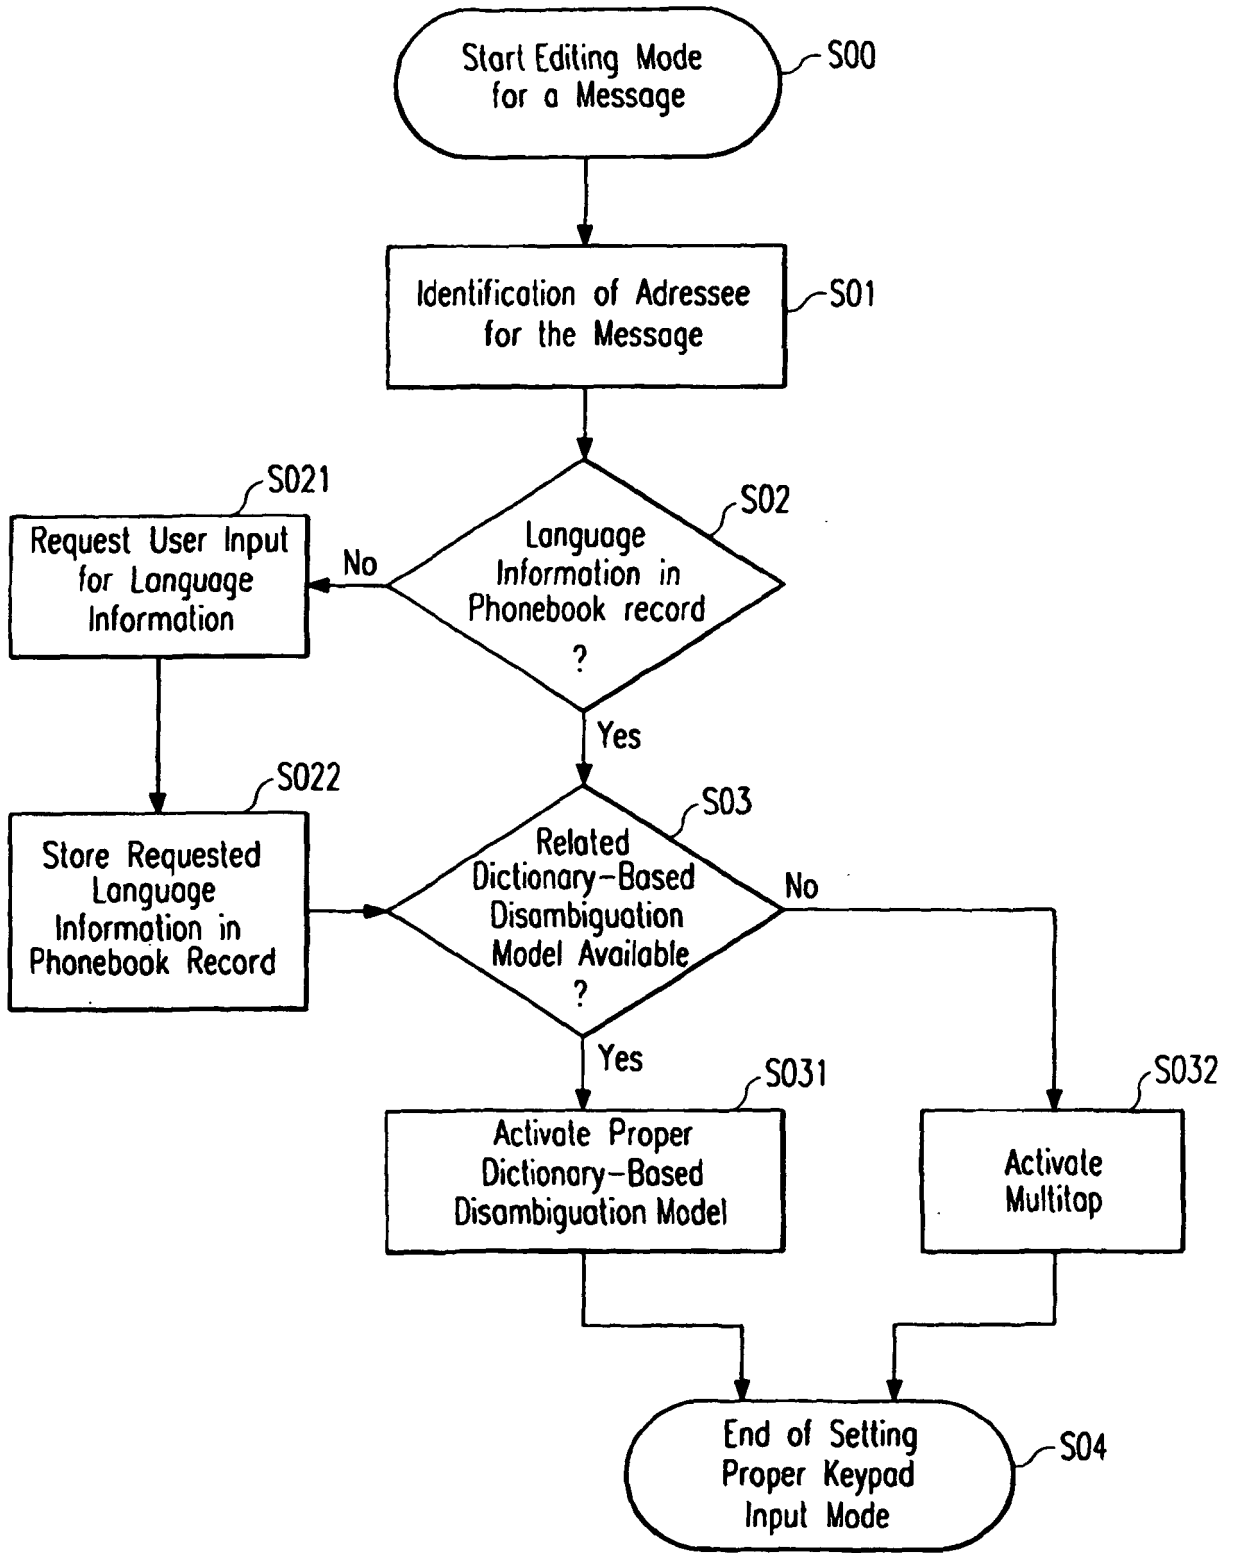 Start Editing Mode
for a Message
S00
Identification of Adressee
for the Message
S01
S021
Request User Input
for Language
Information
No
S02
Language
Information in
Phonebook record
?
Yes
S022
Store Requested
Language
Information in
Phonebook Record
S03
Related
Dictionary-Based
Disambiguation
Model Available
?
No
Yes
S031
Activate Proper
Dictionary-Based
Disambiguation Model
S032
Activate
Multitap
End of Setting
Proper Keypad
Input Mode
S04